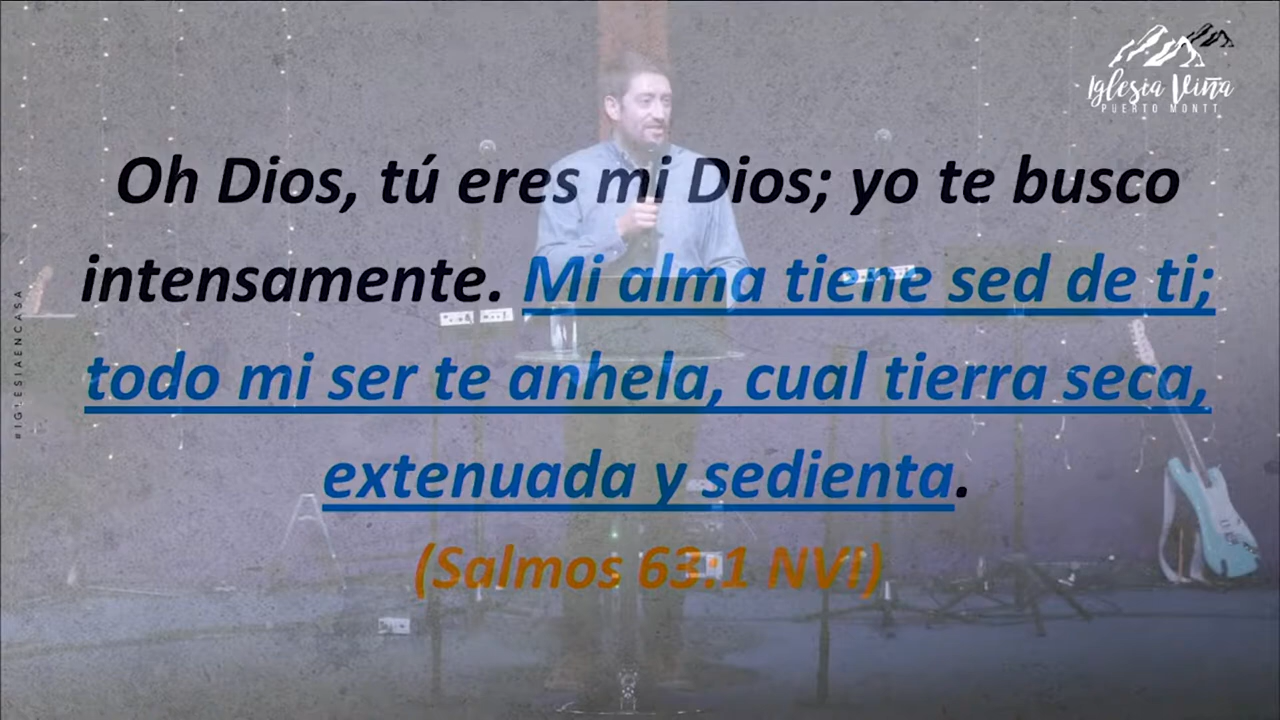 Iglesia Viña
PUERTO MONTT
Oh Dios, tú eres mi Dios; yo te busco
intensamente. Mi alma tiene sed de ti;
todo mi ser te anhela, cual tierra seca,
extenuada y sedienta.
(Salmos 63:1 NVI)
#IGLESIAENCASA